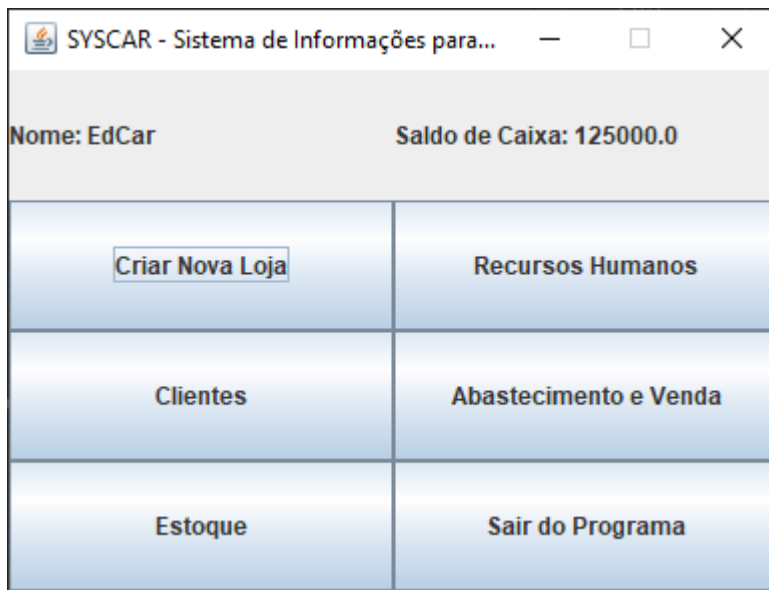 SYSCAR - Sistema de Informações para...
Nome: EdCar Saldo de Caixa: 125000.0
Criar Nova Loja Recursos Humanos
Clientes Abastecimento e Venda
Estoque Sair do Programa